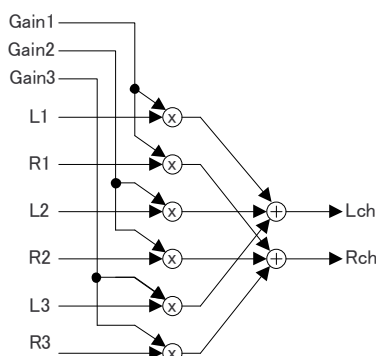 Gain1
Gain2
Gain3
L1
R1
L2
R2
L3
R3
x
x
x
x
x
x
+
+
Lch
Rch